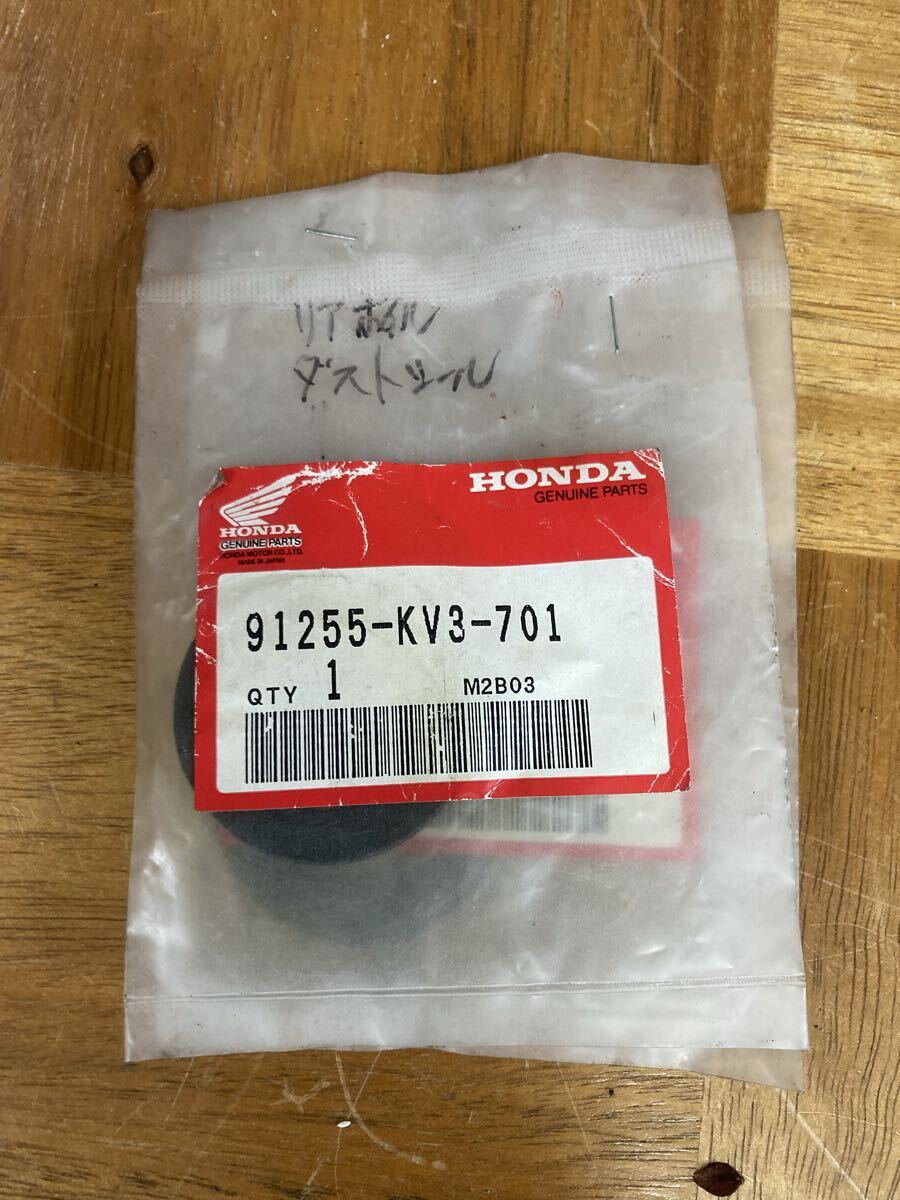 リアホイル
ダストシール
HONDA
GENUINE PARTS
HONDA
GENUINE PARTS
HONDA MOTOR CO., LTD.
MADE IN JAPAN
91255-KV3-701
QTY 1 M2B03